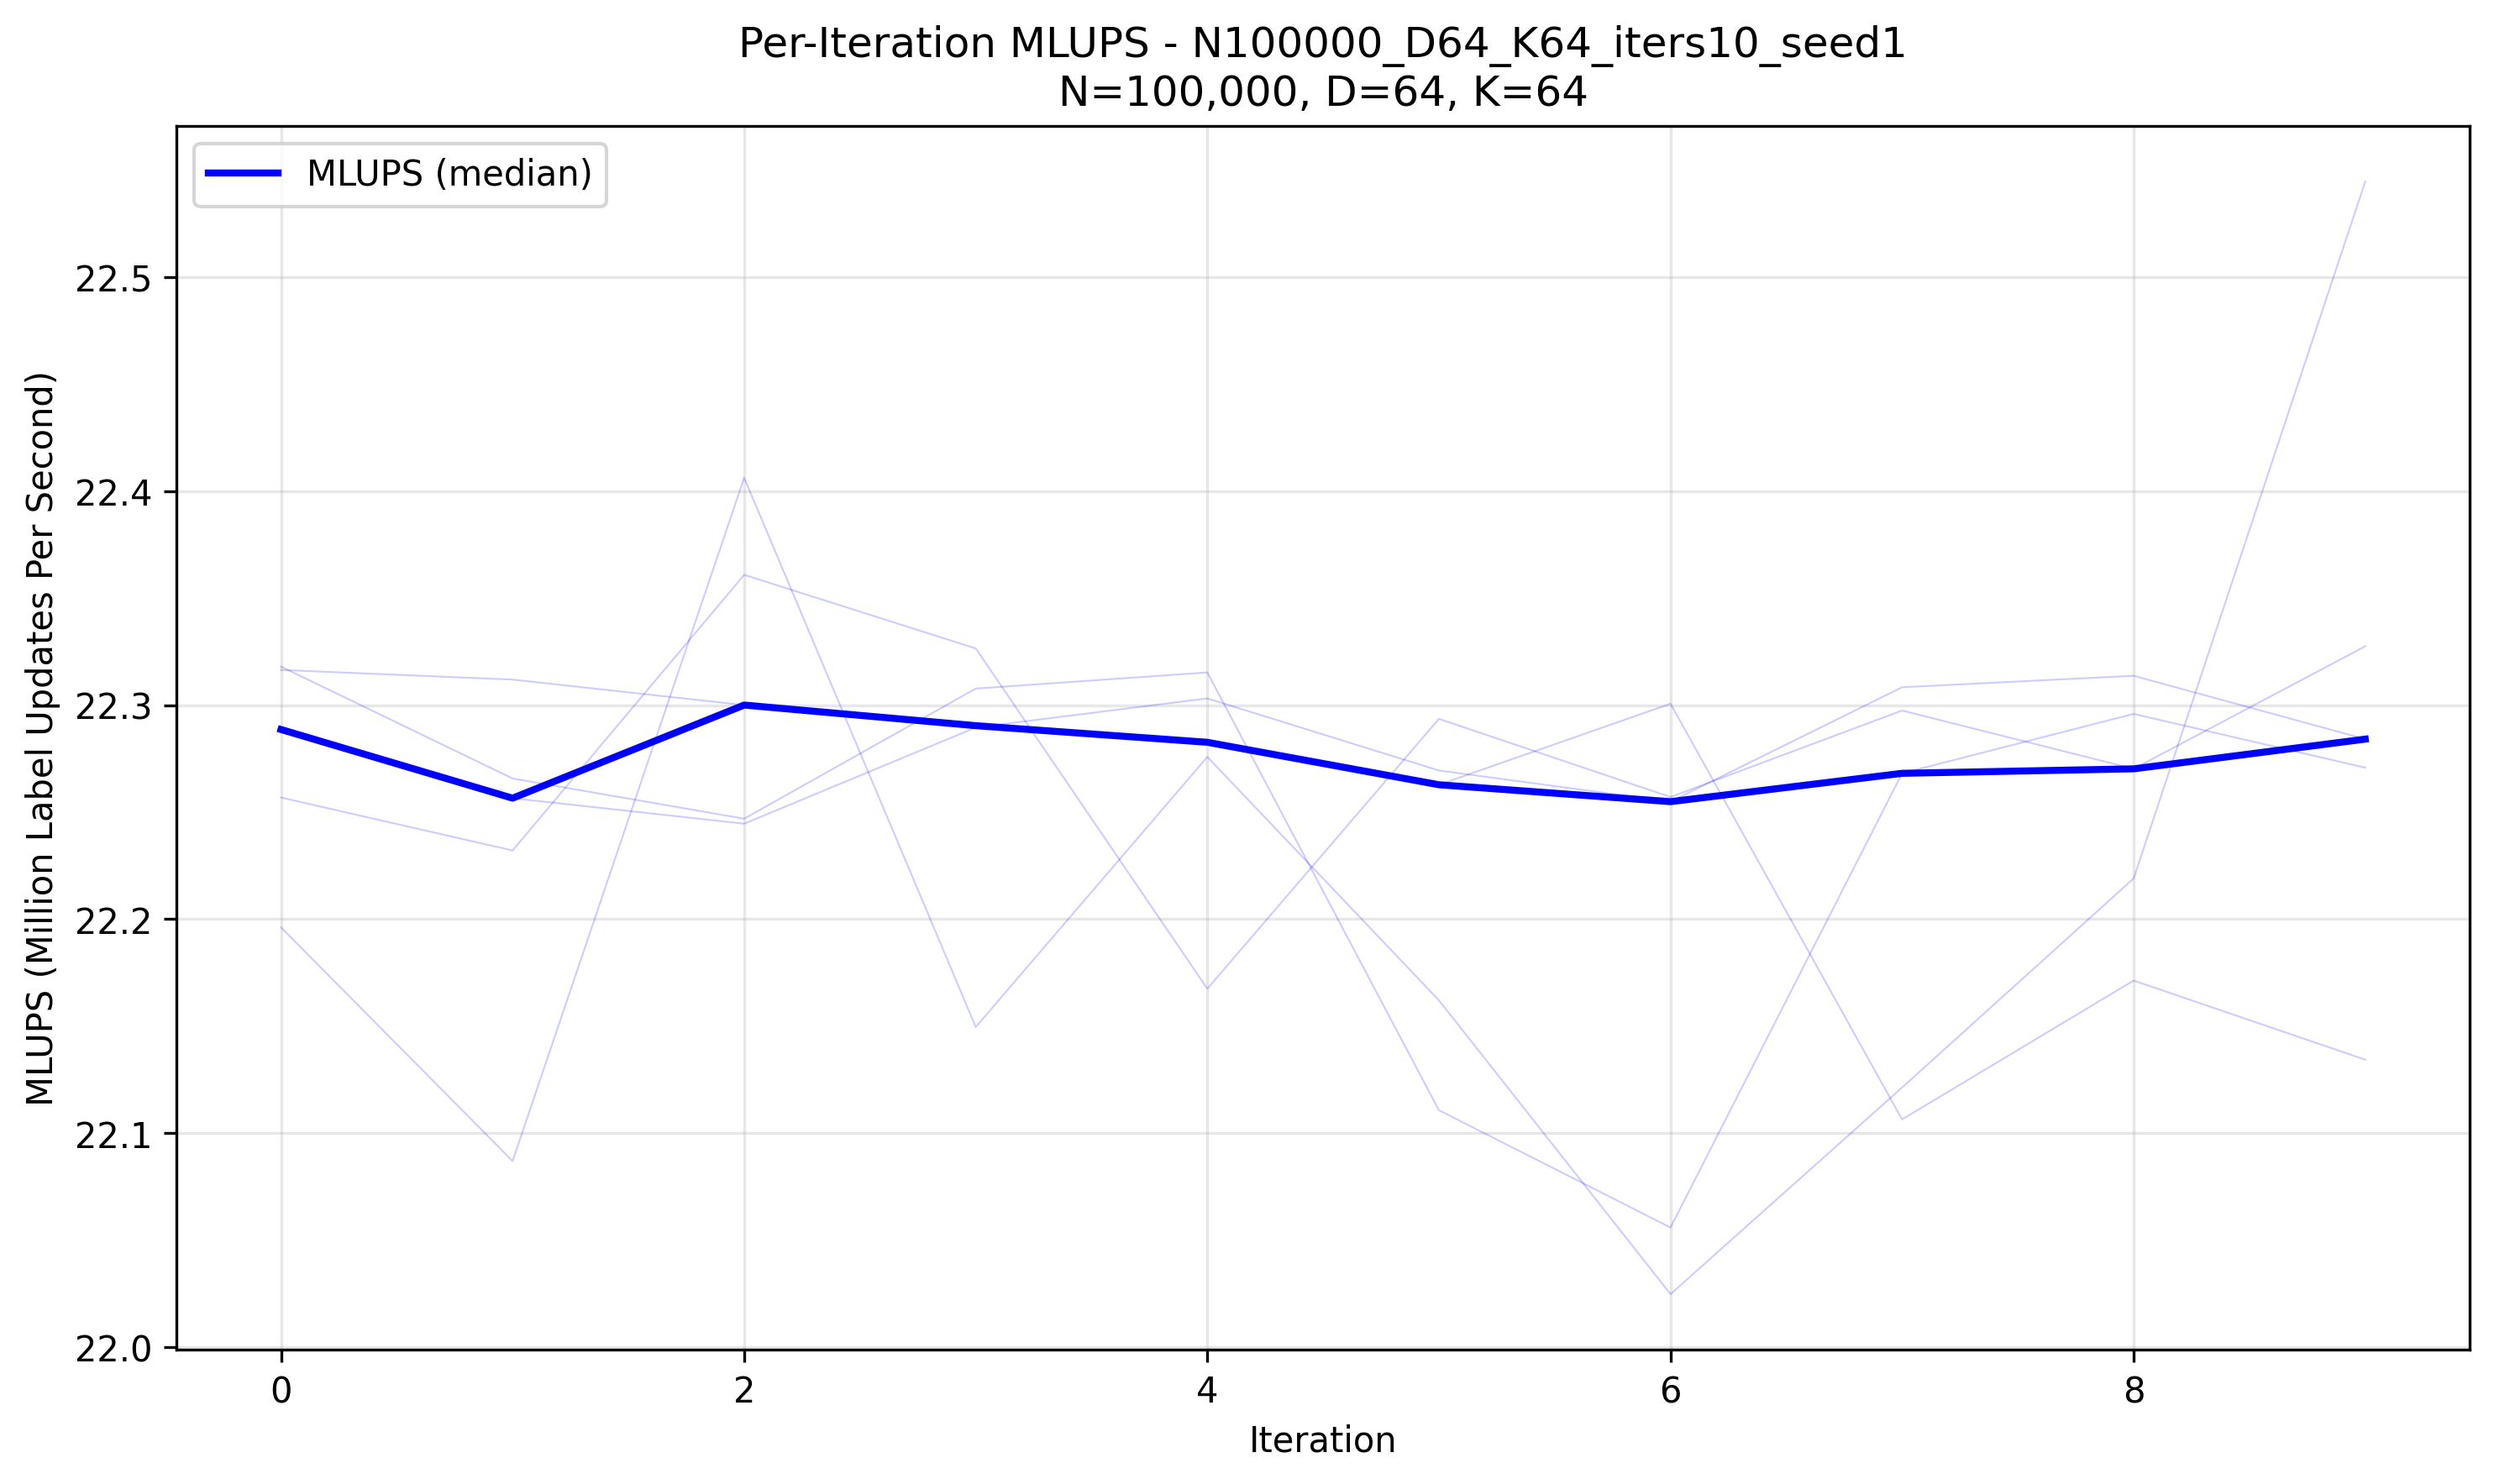 Per-Iteration MLUPS - N100000_D64_K64_iters10_seed1
N=100,000, D=64, K=64
MLUPS (median)
MLUPS (Million Label Updates Per Second)
22.5
22.4
22.3
22.2
22.1
22.0
0 2 4 6 8
Iteration